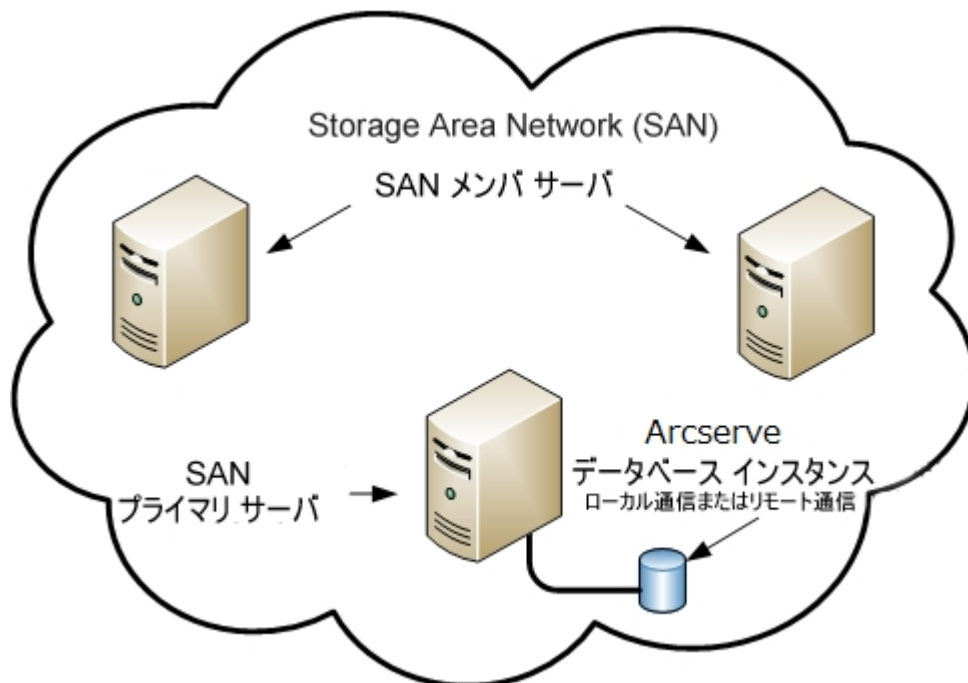 Storage Area Network (SAN)
SAN メンバ サーバ
SAN
プライマリ サーバ
Arcserve
データベース インスタンス
ローカル通信またはリモート通信